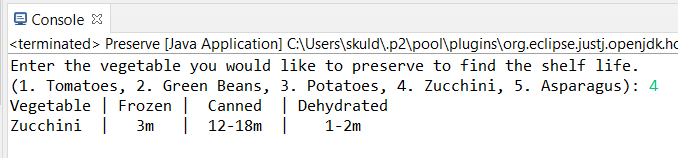 Console
<terminated> Preserve [Java Application] C:\Users\skuld\.p2\pool\plugins\org.eclipse.justj.openjdk.hc
Enter the vegetable you would like to preserve to find the shelf life.
(1. Tomatoes, 2. Green Beans, 3. Potatoes, 4. Zucchini, 5. Asparagus): 4
Vegetable | Frozen |  Canned  | Dehydrated
Zucchini  |   3m   |  12-18m  |    1-2m